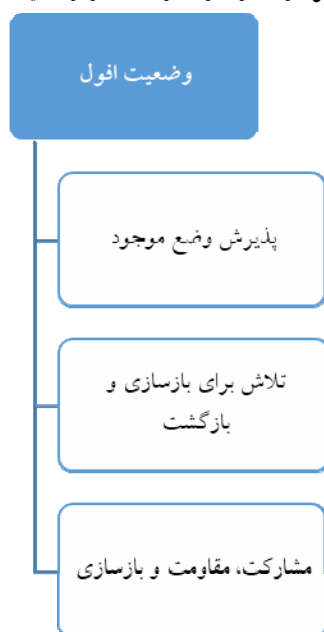 وضعیت افول
پذیرش وضع موجود
تلاش برای بازسازی و
بازگشت
مشارکت، مقاومت و بازسازی